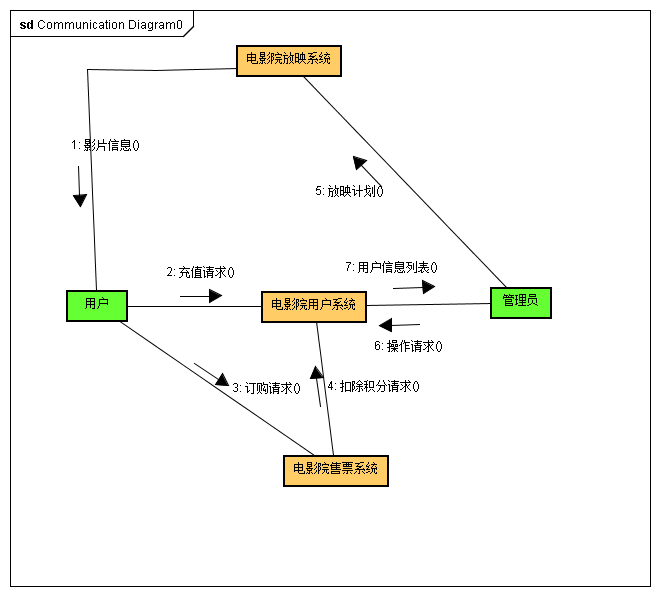 sd Communication Diagram0
电影院放映系统
1: 影片信息()
5: 放映计划()
2: 充值请求()
7: 用户信息列表()
用户
电影院用户系统
管理员
6: 操作请求()
3: 订购请求()
4: 扣除积分请求()
电影院售票系统